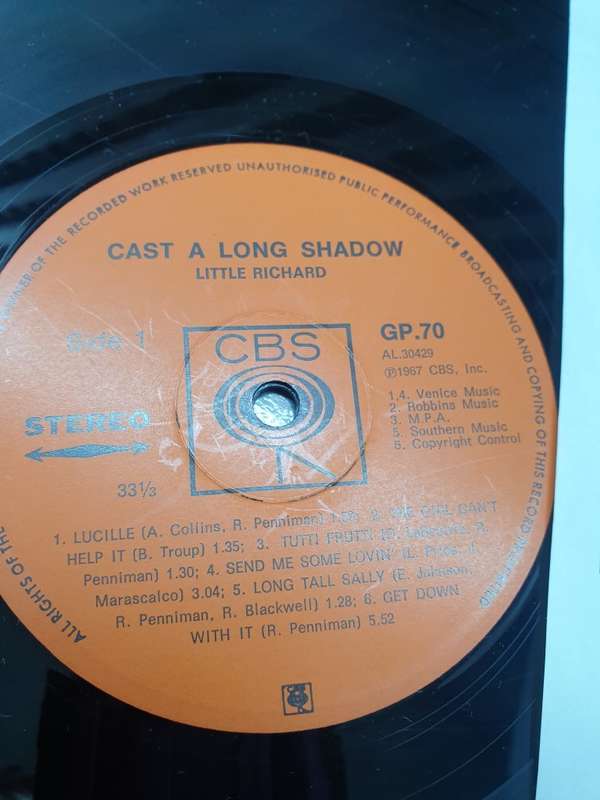 OWNER OF THE RECORDED WORK RESERVED UNAUTHORISED PUBLIC PERFORMANCE BROADCASTING AND COPYING OF THIS RECORD
CAST A LONG SHADOW
LITTLE RICHARD
Side 1
CBS
GP.70
AL.30429
℗1967 CBS, Inc.
1,4. Venice Music
2. Robbins Music
3. M.P.A.
5. Southern Music
6. Copyright Control
STEREO
33⅓
1. LUCILLE (A. Collins, R. Penniman) 2. THE GIRL CAN'T
HELP IT (B. Troup) 1.35; 3. TUTTI FRUTTI
Penniman) 1.30; 4. SEND ME SOME LOVIN'
Marascalco) 3.04; 5. LONG TALL SALLY (E. Johnson,
R. Penniman, R. Blackwell) 1.28; 6. GET DOWN
WITH IT (R. Penniman) 5.52
ALL RIGHTS OF THE